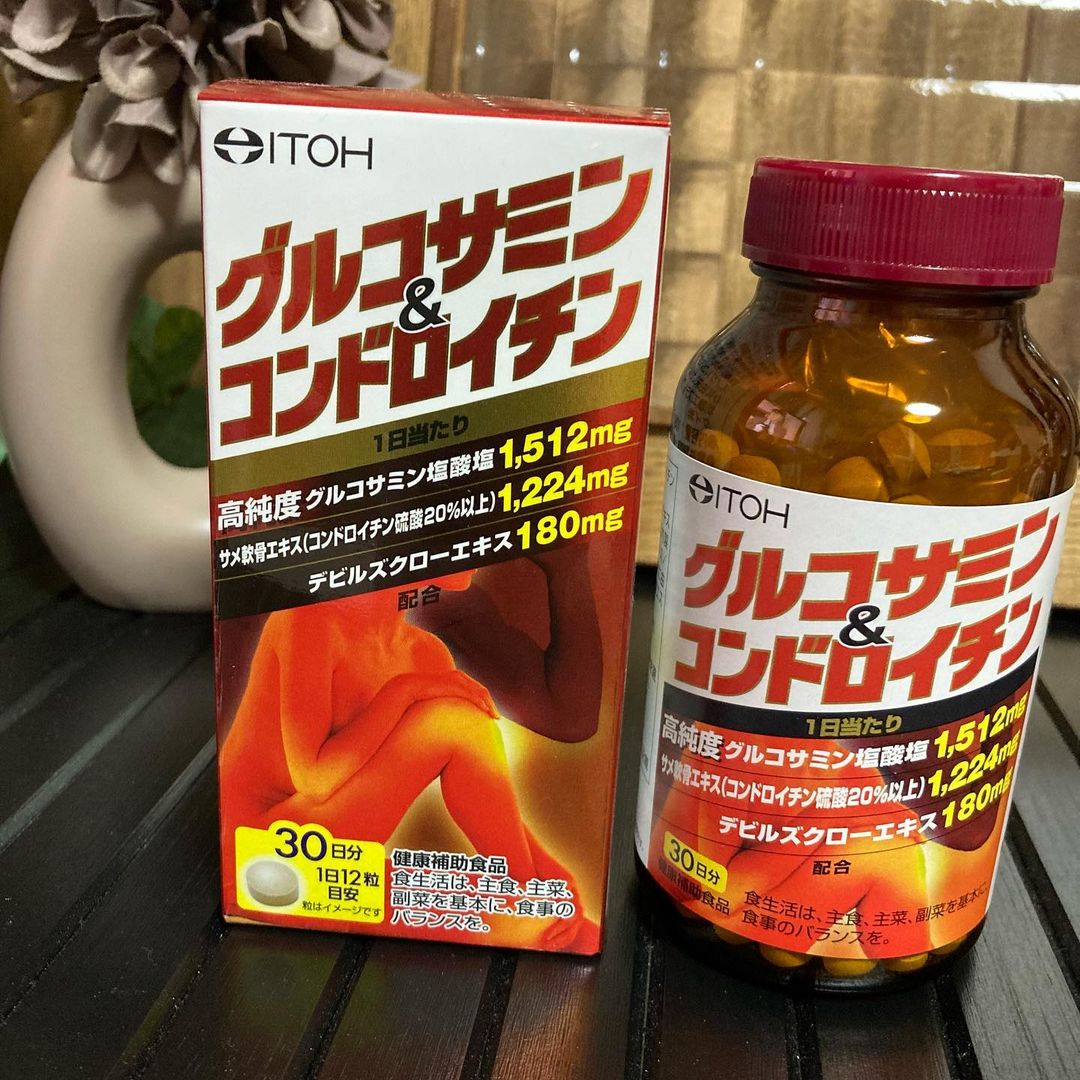 ITOH
グルコサミン
&
コンドロイチン
1日当たり
高純度グルコサミン塩酸塩1,512mg
サメ軟骨エキス(コンドロイチン硫酸20%以上)1,224mg
デビルズクローエキス180mg
配合
30日分
1日12粒
目安
粒はイメージです
健康補助食品
食生活は、主食、主菜、
副菜を基本に、食事の
バランスを。
ITOH
グルコサミン
&
コンドロイチン
1日当たり
高純度グルコサミン塩酸塩1,512mg
サメ軟骨エキス(コンドロイチン硫酸20%以上)1,224mg
デビルズクローエキス180mg
配合
30日分
健康補助食品
食生活は、主食、主菜、副菜を基本に、
食事のバランスを。